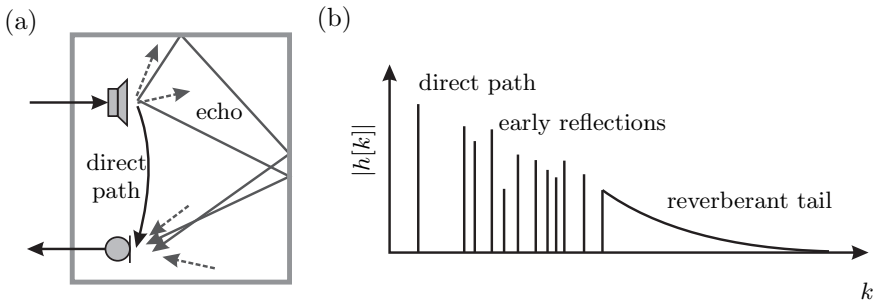 (a)
echo
direct
path
(b)
|h[k]|
direct path
early reflections
reverberant tail
k